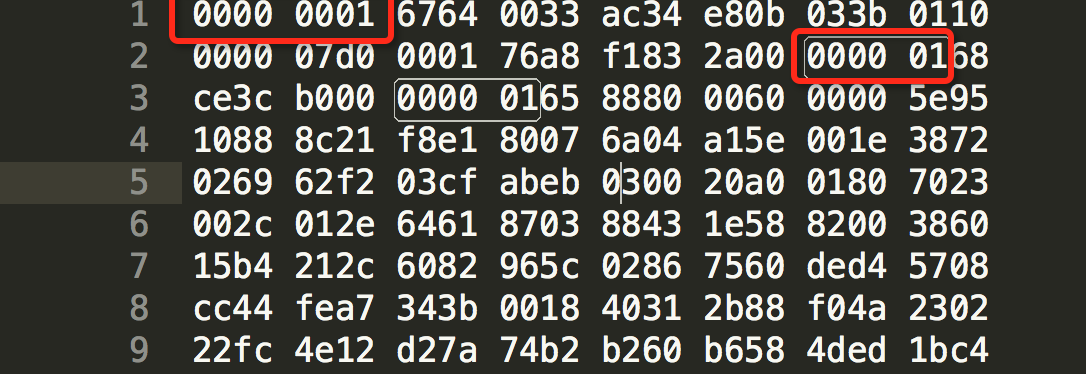 1 0000 0001 6764 0033 ac34 e80b 033b 0110
2 0000 07d0 0001 76a8 f183 2a00 0000 0168
3 ce3c b000 0000 0165 8880 0060 0000 5e95
4 1088 8c21 f8e1 8007 6a04 a15e 001e 3872
5 0269 62f2 03cf abeb 0300 20a0 0180 7023
6 002c 012e 6461 8703 8843 1e58 8200 3860
7 15b4 212c 6082 965c 0286 7560 ded4 5708
8 cc44 fea7 343b 0018 4031 2b88 f04a 2302
9 22fc 4e12 d27a 74b2 b260 b658 4ded 1bc4